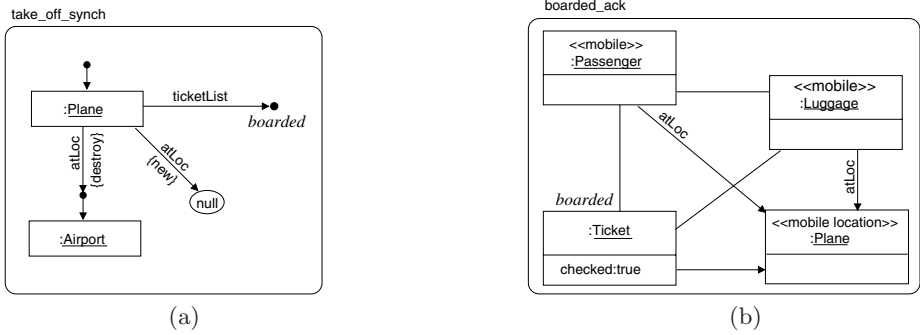 take_off_synch
:Plane
ticketList
boarded
atLoc
{destroy}
atLoc
{new}
null
:Airport
(a)
boarded_ack
<<mobile>>
:Passenger
<<mobile>>
:Luggage
atLoc
atLoc
boarded
:Ticket
checked:true
<<mobile location>>
:Plane
(b)